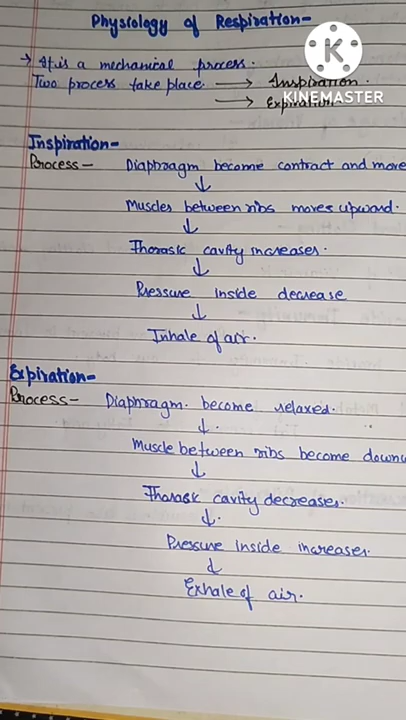 Physiology of Respiration-
→ It is a mechanical process.
Two process take place → Inspiration.
→ Expiration
K
KINEMASTER
Inspiration-
Process - Diaphragm become contract and move
↓
Muscles between ribs moves upward.
↓
Thorasic cavity increases.
↓
Pressure inside decrease
↓
Inhale of air.
Expiration-
Process - Diaphragm become relaxed.
↓
Muscle between ribs become downw
↓
Thorasic cavity decreases.
↓
Pressure inside increases.
↓
Exhale of air.